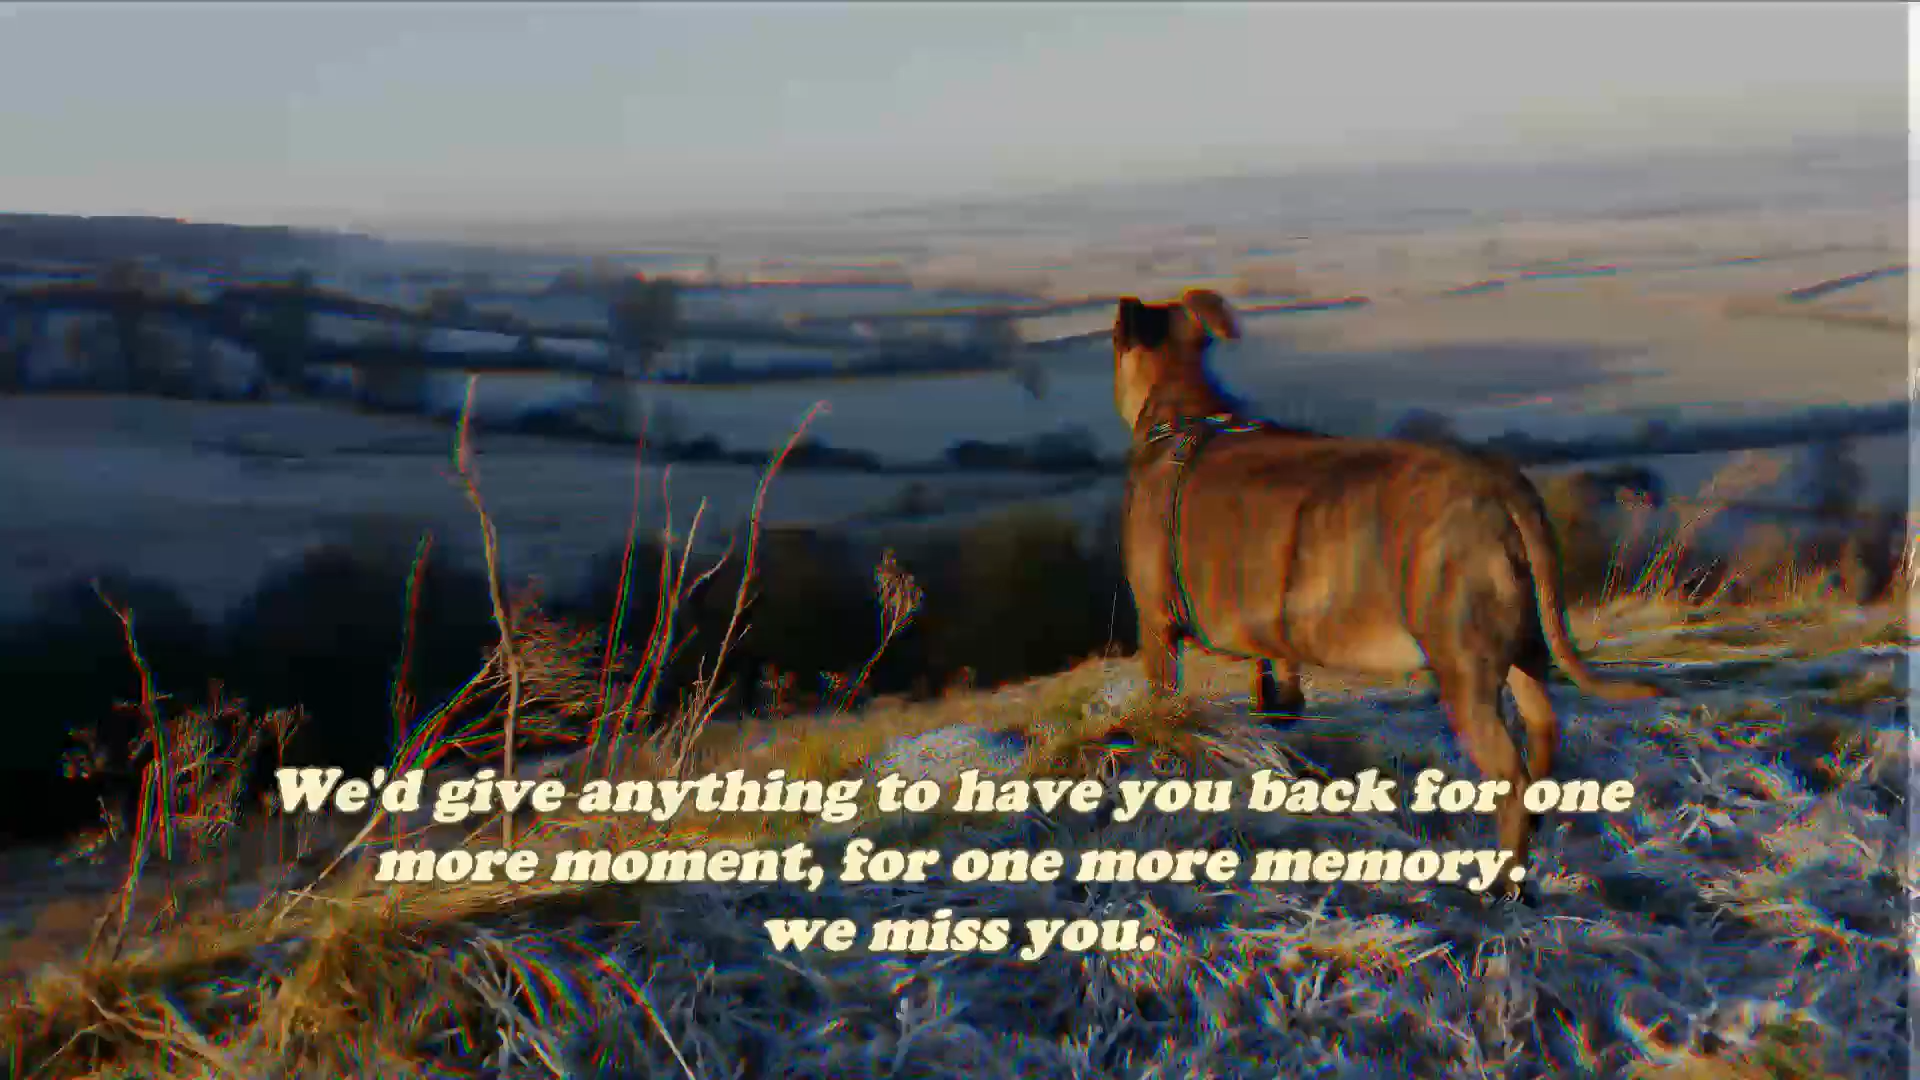 We'd give anything to have you back for one
more moment, for one more memory.
we miss you.